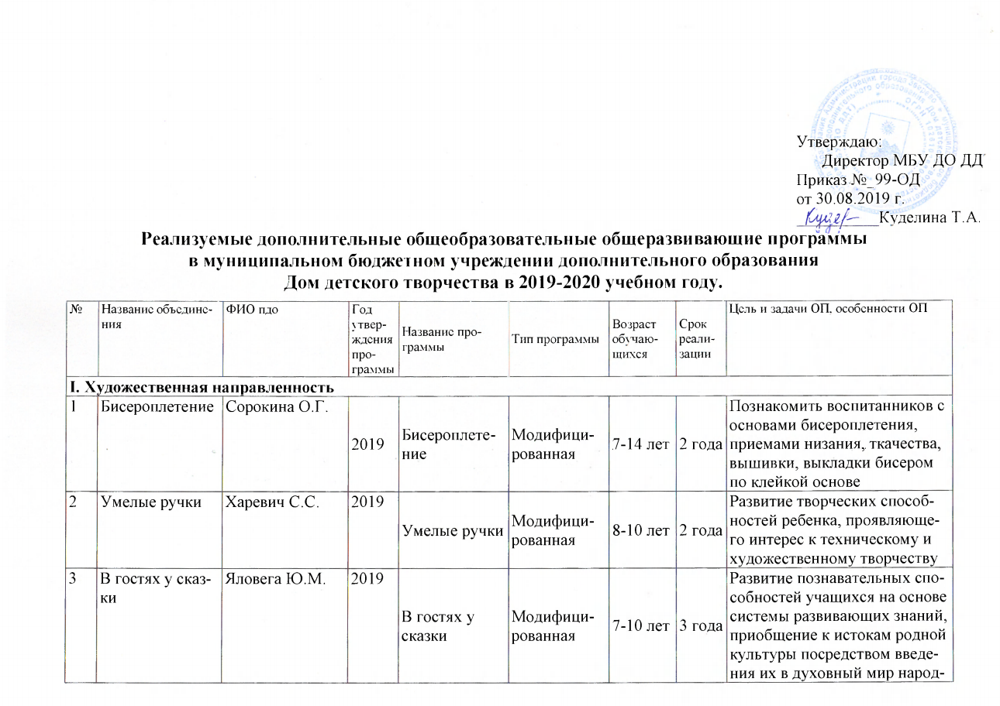 Утверждаю:
Директор МБУ ДО ДД
Приказ №_99-ОД
от 30.08.2019 г.
Куделина Т.А.
Реализуемые дополнительные общеобразовательные общеразвивающие программы
в муниципальном бюджетном учреждении дополнительного образования
Дом детского творчества в 2019-2020 учебном году.
№
Название объедине-
ния
ФИО пдо
Год
утвер-
ждения
про-
граммы
Название про-
граммы
Тип программы
Возраст
обучаю-
щихся
Срок
реали-
зации
Цель и задачи ОП, особенности ОП
I. Художественная направленность
1
Бисероплетение
Сорокина О.Г.
2019
Бисероплете-
ние
Модифици-
рованная
7-14 лет
2 года
Познакомить воспитанников с
основами бисероплетения,
приемами низания, ткачества,
вышивки, выкладки бисером
по клейкой основе
2
Умелые ручки
Харевич С.С.
2019
Умелые ручки
Модифици-
рованная
8-10 лет
2 года
Развитие творческих способ-
ностей ребенка, проявляюще-
го интерес к техническому и
художественному творчеству
3
В гостях у сказ-
ки
Яловега Ю.М.
2019
В гостях у
сказки
Модифици-
рованная
7-10 лет
3 года
Развитие познавательных спо-
собностей учащихся на основе
системы развивающих знаний,
приобщение к истокам родной
культуры посредством введе-
ния их в духовный мир народ-